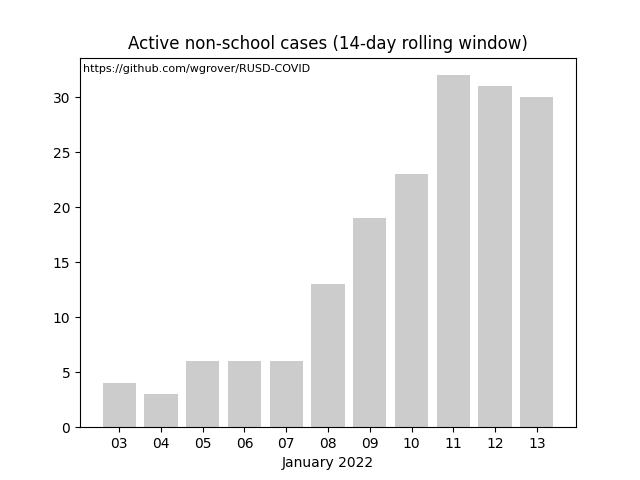 Active non-school cases (14-day rolling window)
https://github.com/wgrover/RUSD-COVID
30
25
20
15
10
5
0
03 04 05 06 07 08 09 10 11 12 13
January 2022